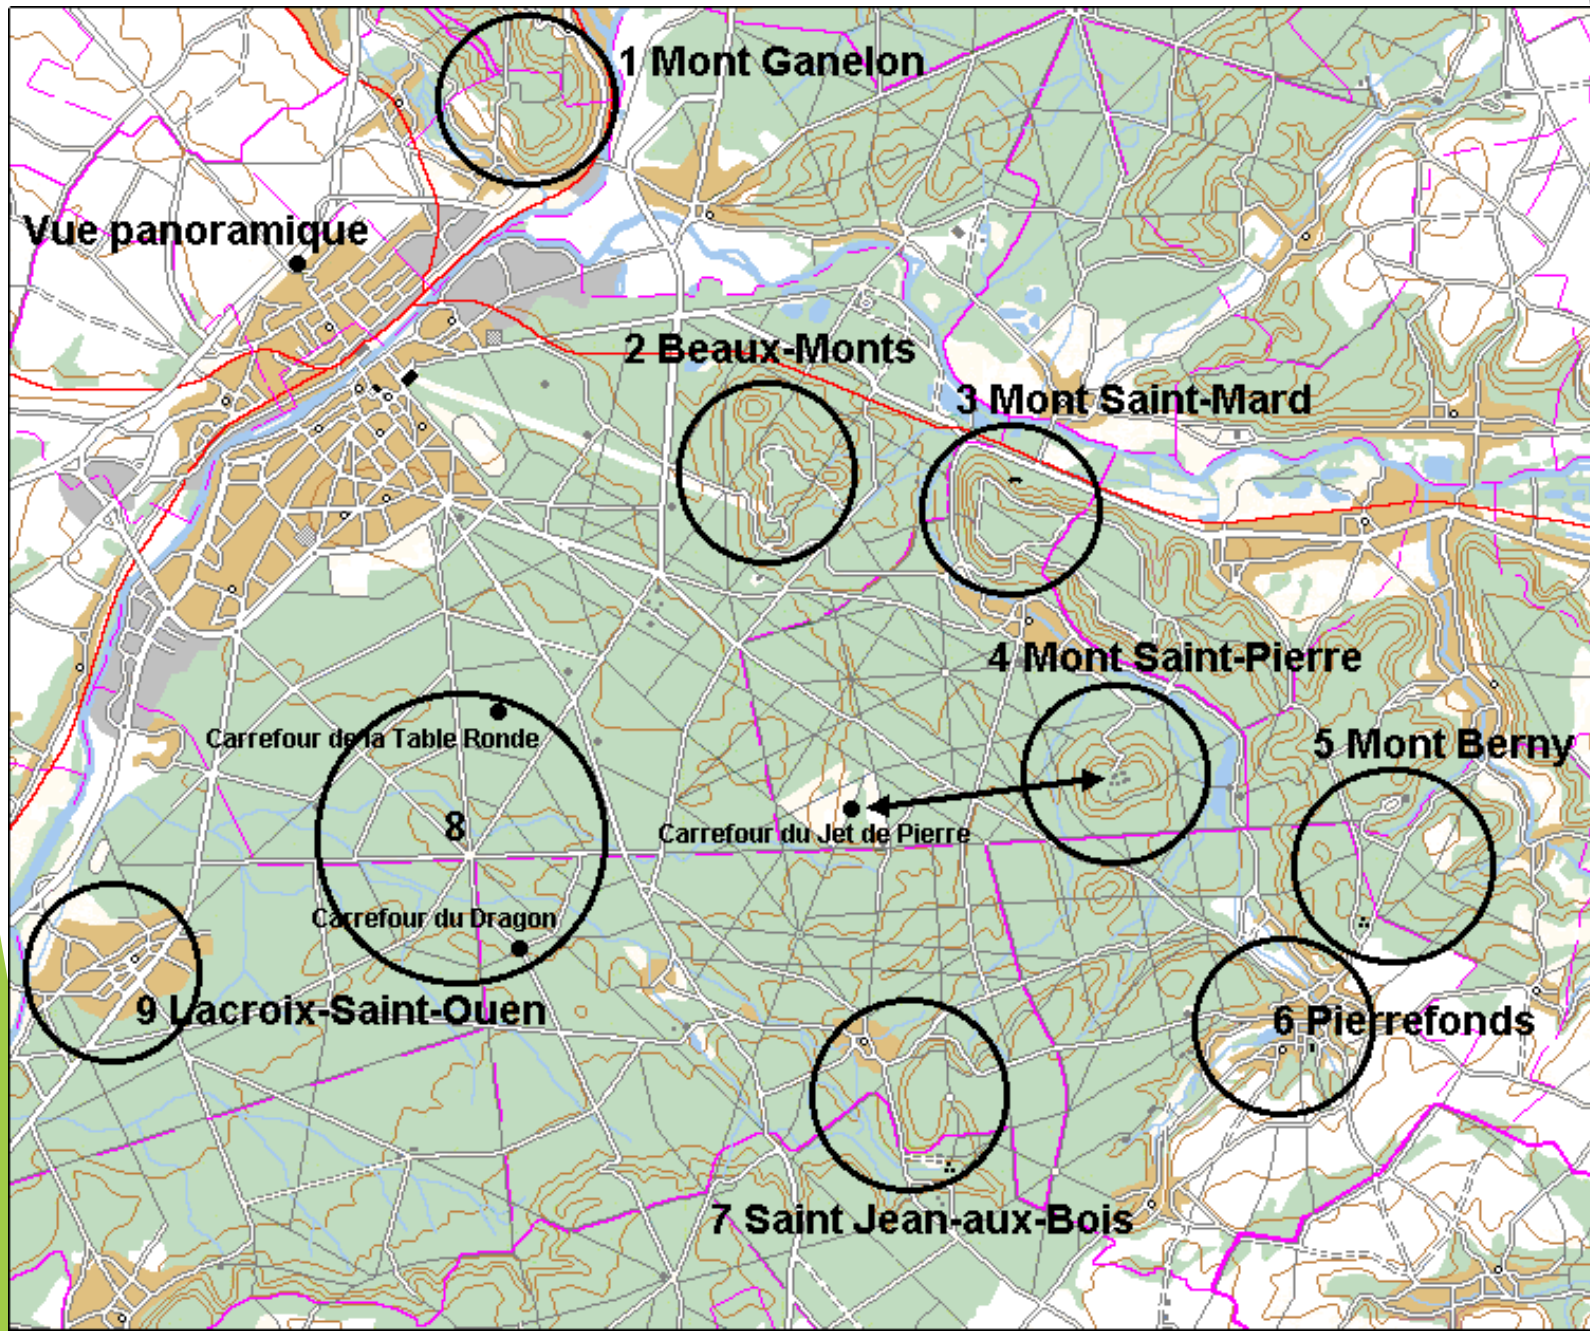 1 Mont Ganelon
Vue panoramique
2 Beaux-Monts
3 Mont Saint-Mard
4 Mont Saint-Pierre
Carrefour de la Table Ronde
5 Mont Berny
8
Carrefour du Jet de Pierre
Carrefour du Dragon
9 Lacroix-Saint-Ouen
6 Pierrefonds
7 Saint Jean-aux-Bois